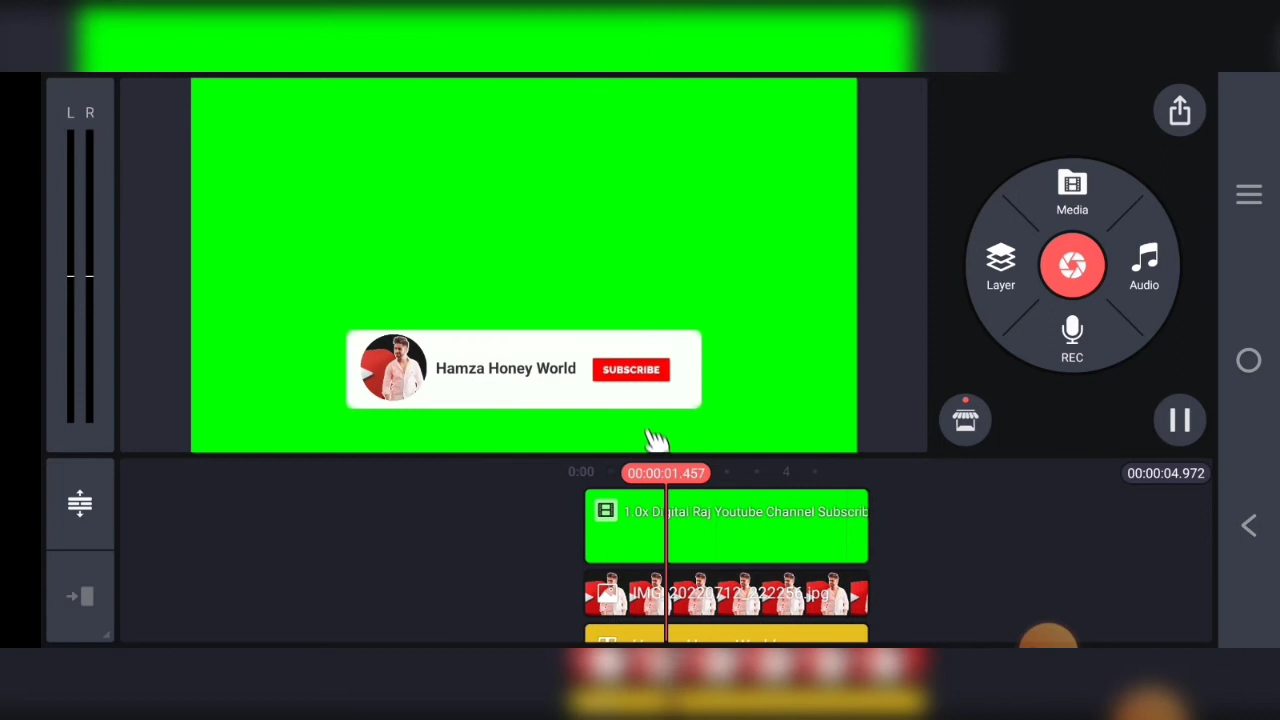 L R
Media
Layer
Audio
REC
Hamza Honey World
SUBSCRIBE
0:00
00:00:01.457
4
00:00:04.972
1.0x Digital Raj Youtube Channel Subscrib
IMG_20220712_222256.jpg